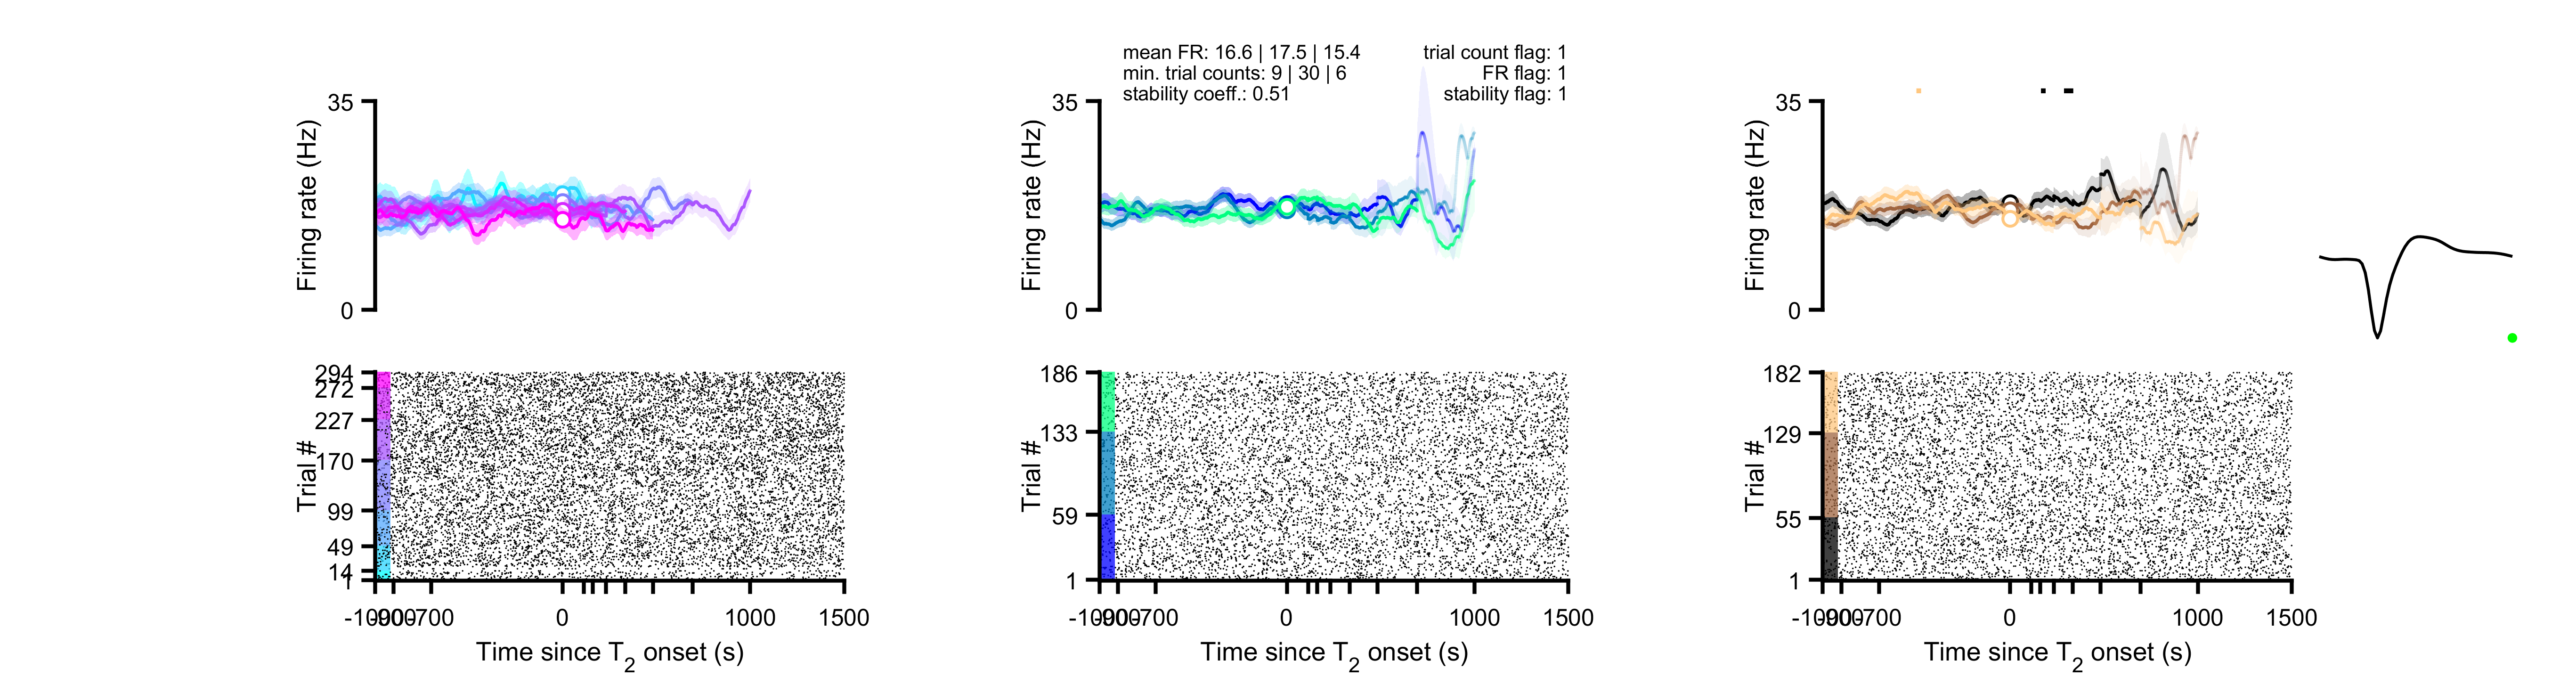 mean FR: 16.6 | 17.5 | 15.4
min. trial counts: 9 | 30 | 6
stability coeff.: 0.51
trial count flag: 1
FR flag: 1
stability flag: 1
35
0
Firing rate (Hz)
35
0
Firing rate (Hz)
35
0
Firing rate (Hz)
294
272
227
170
99
49
14
Trial #
0
1000
1500
Time since T2 onset (s)
186
133
59
1
Trial #
0
1000
1500
Time since T2 onset (s)
182
129
55
1
Trial #
0
1000
1500
Time since T2 onset (s)